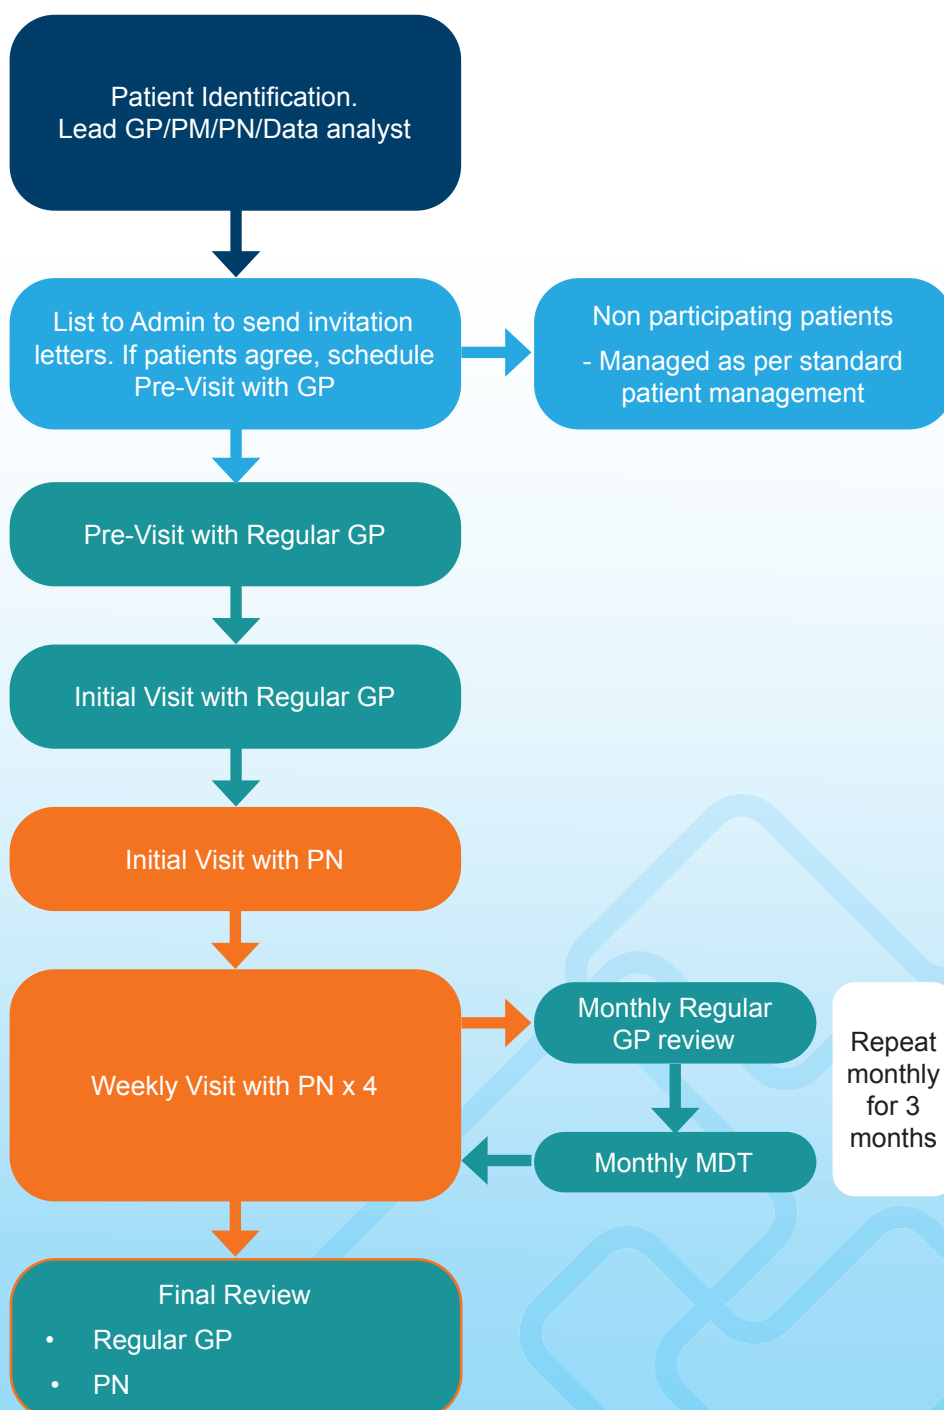 Patient Identification.
Lead GP/PM/PN/Data analyst
List to Admin to send invitation
letters. If patients agree, schedule
Pre-Visit with GP
Non participating patients
- Managed as per standard
patient management
Pre-Visit with Regular GP
Initial Visit with Regular GP
Initial Visit with PN
Weekly Visit with PN x 4
Monthly Regular
GP review
Monthly MDT
Repeat
monthly
for 3
months
Final Review
• Regular GP
• PN